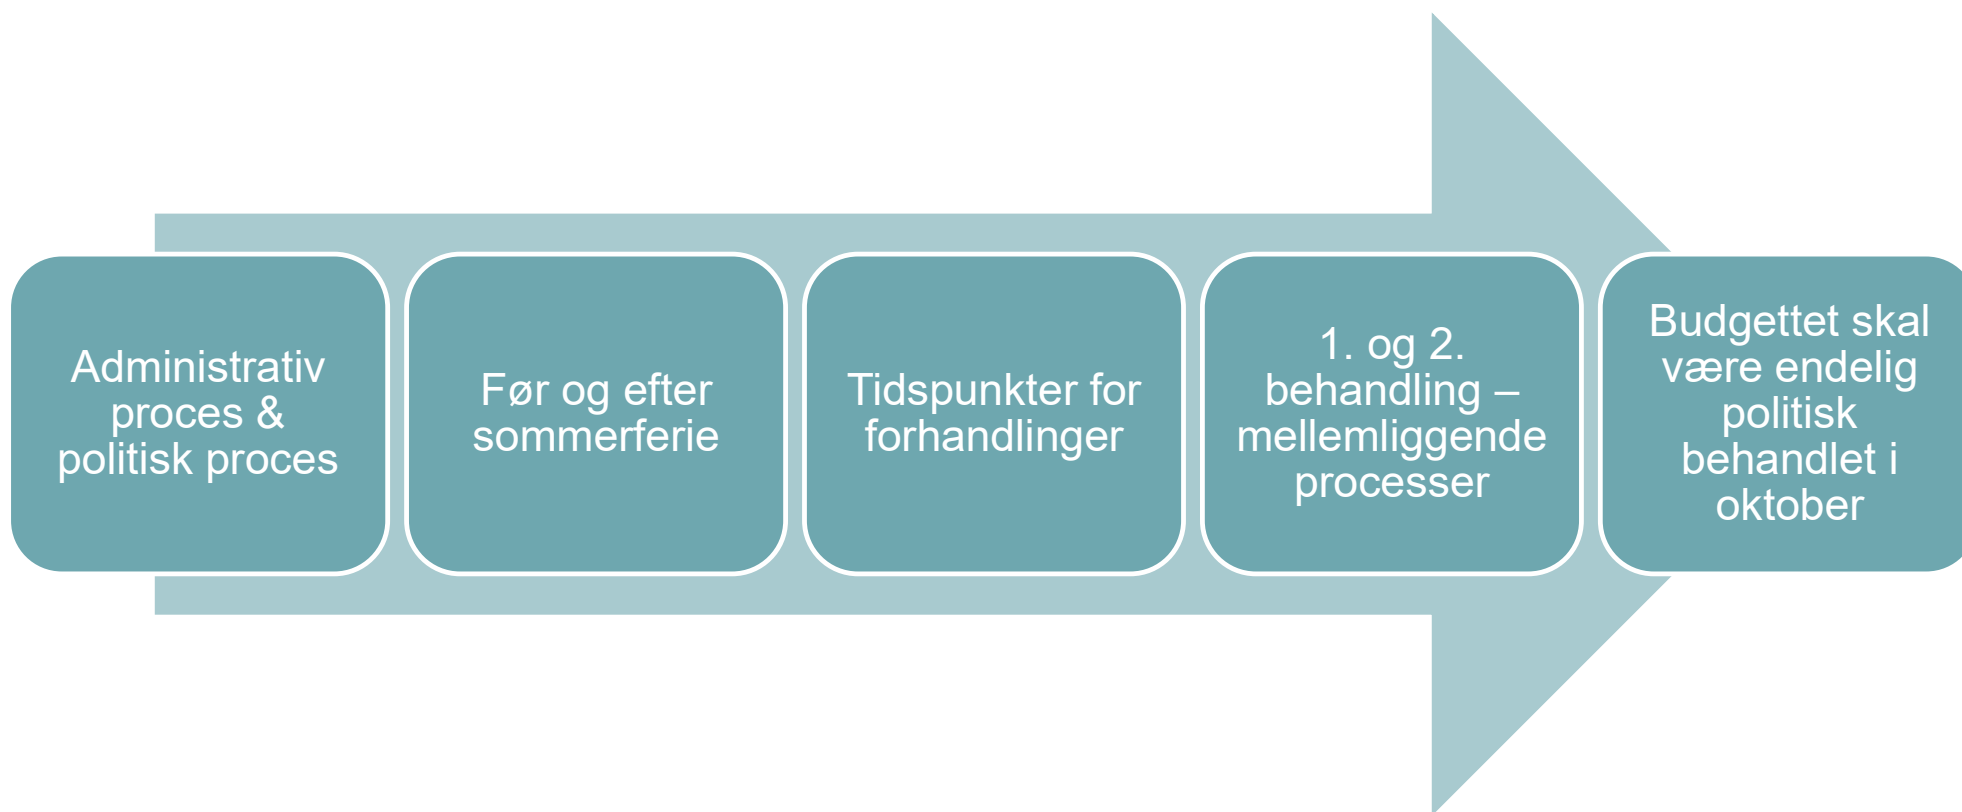 Administrativ
proces &
politisk proces
Før og efter
sommerferie
Tidspunkter for
forhandlinger
1. og 2.
behandling –
mellemliggende
processer
Budgettet skal
være endelig
politisk
behandlet i
oktober